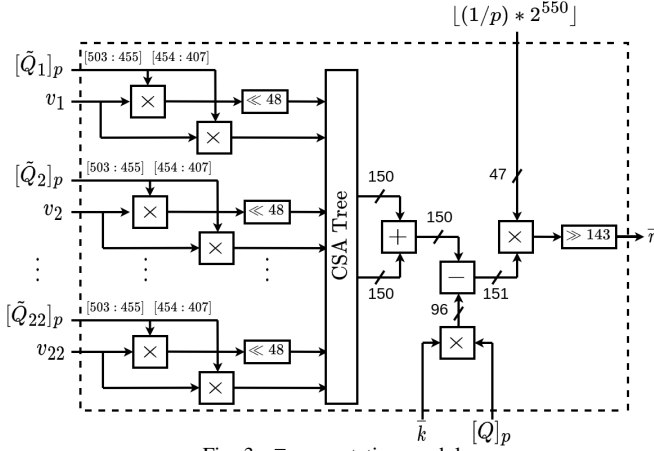 ⌊(1/p) * 2^550⌋
[Q̃1]p [503 : 455] [454 : 407]
v1 × ≪ 48
×
[Q̃2]p [503 : 455] [454 : 407]
v2 × ≪ 48
×
[Q̃22]p [503 : 455] [454 : 407]
v22 × ≪ 48
×
CSA Tree
150
150
+
150
−
96
151
×
47
×
≫ 143
k̄ [Q]p